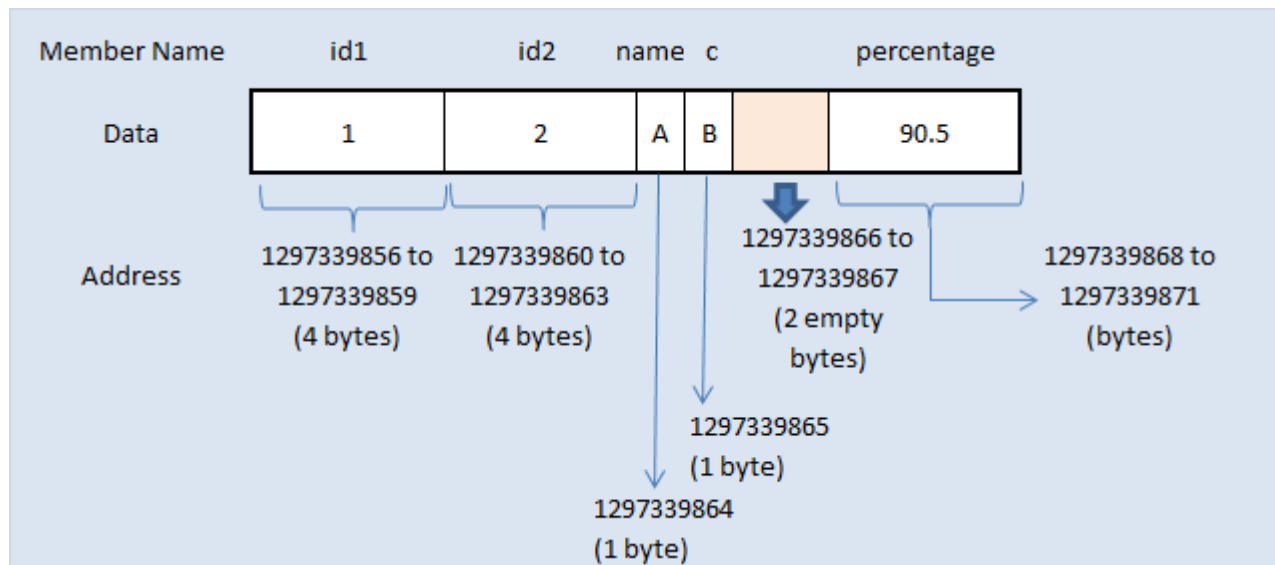 Member Name id1 id2 name c percentage
Data 1 2 A B 90.5
Address
1297339856 to
1297339859
(4 bytes)
1297339860 to
1297339863
(4 bytes)
1297339866 to
1297339867
(2 empty
bytes)
1297339868 to
1297339871
(bytes)
1297339865
(1 byte)
1297339864
(1 byte)